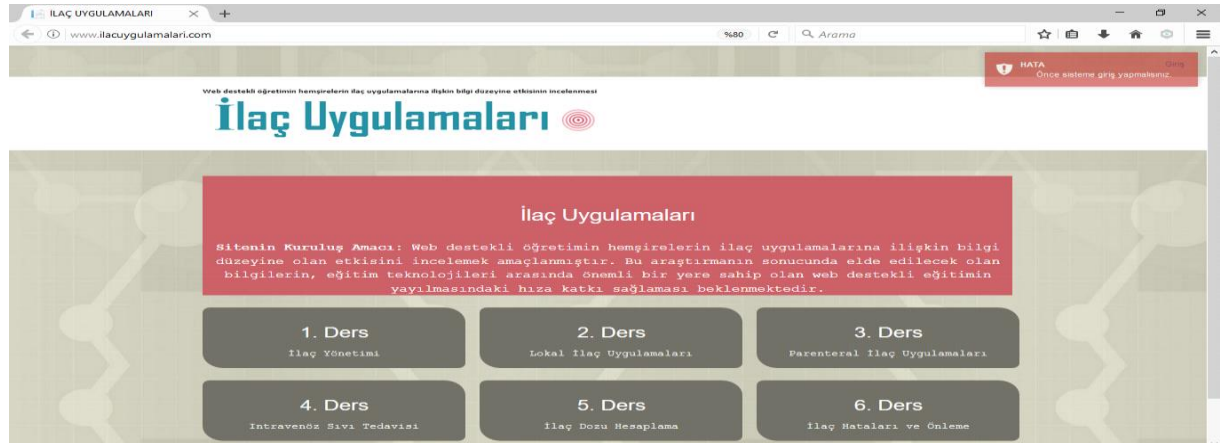 İLAÇ UYGULAMALARI
www.ilacuygulamalari.com
%80
Arama
HATA
Giriş
Önce sisteme giriş yapmalısınız.
Web destekli öğretimin hemşirelerin ilaç uygulamalarına ilişkin bilgi düzeyine etkisinin incelenmesi
İlaç Uygulamaları
İlaç Uygulamaları
Sitenin Kuruluş Amacı: Web destekli öğretimin hemşirelerin ilaç uygulamalarına ilişkin bilgi
düzeyine olan etkisini incelemek amaçlanmıştır. Bu araştırmanın sonucunda elde edilecek olan
bilgilerin, eğitim teknolojileri arasında önemli bir yere sahip olan web destekli eğitimin
yayılmasındaki hıza katkı sağlaması beklenmektedir.
1. Ders
İlaç Yönetimi
2. Ders
Lokal İlaç Uygulamaları
3. Ders
Parenteral İlaç Uygulamaları
4. Ders
Intravenöz Sıvı Tedavisi
5. Ders
İlaç Dozu Hesaplama
6. Ders
İlaç Hataları ve Önleme